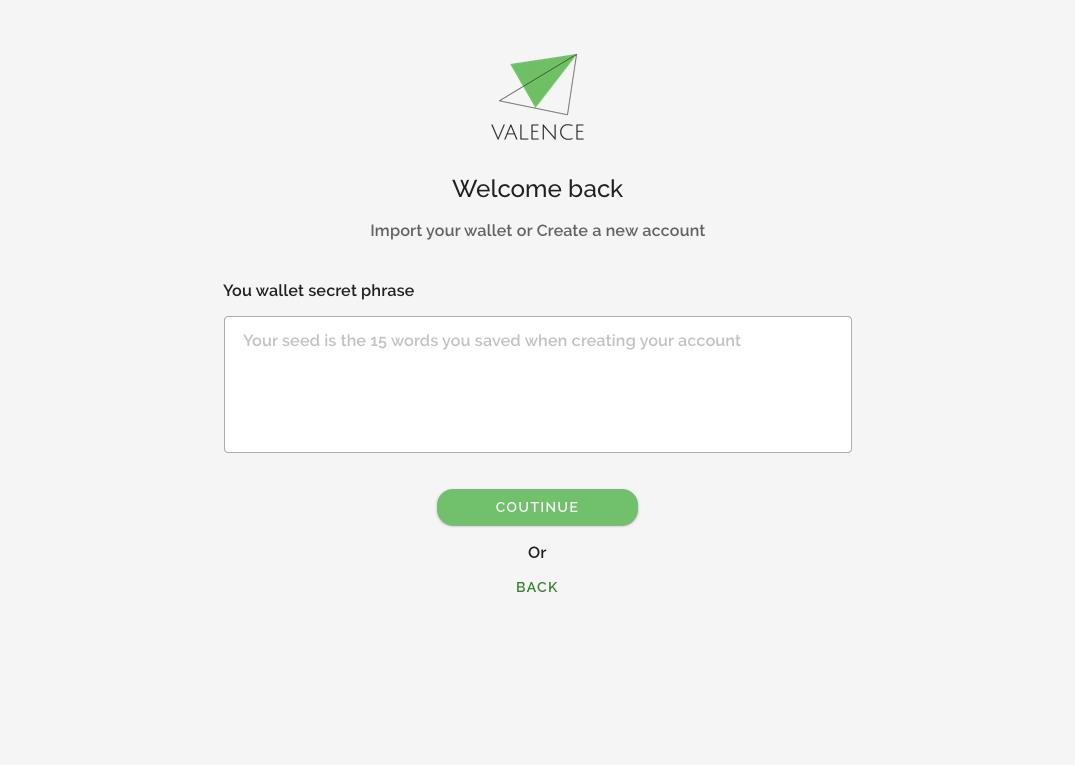 VALENCE
Welcome back
Import your wallet or Create a new account
You wallet secret phrase
Your seed is the 15 words you saved when creating your account
COUTINUE
Or
BACK